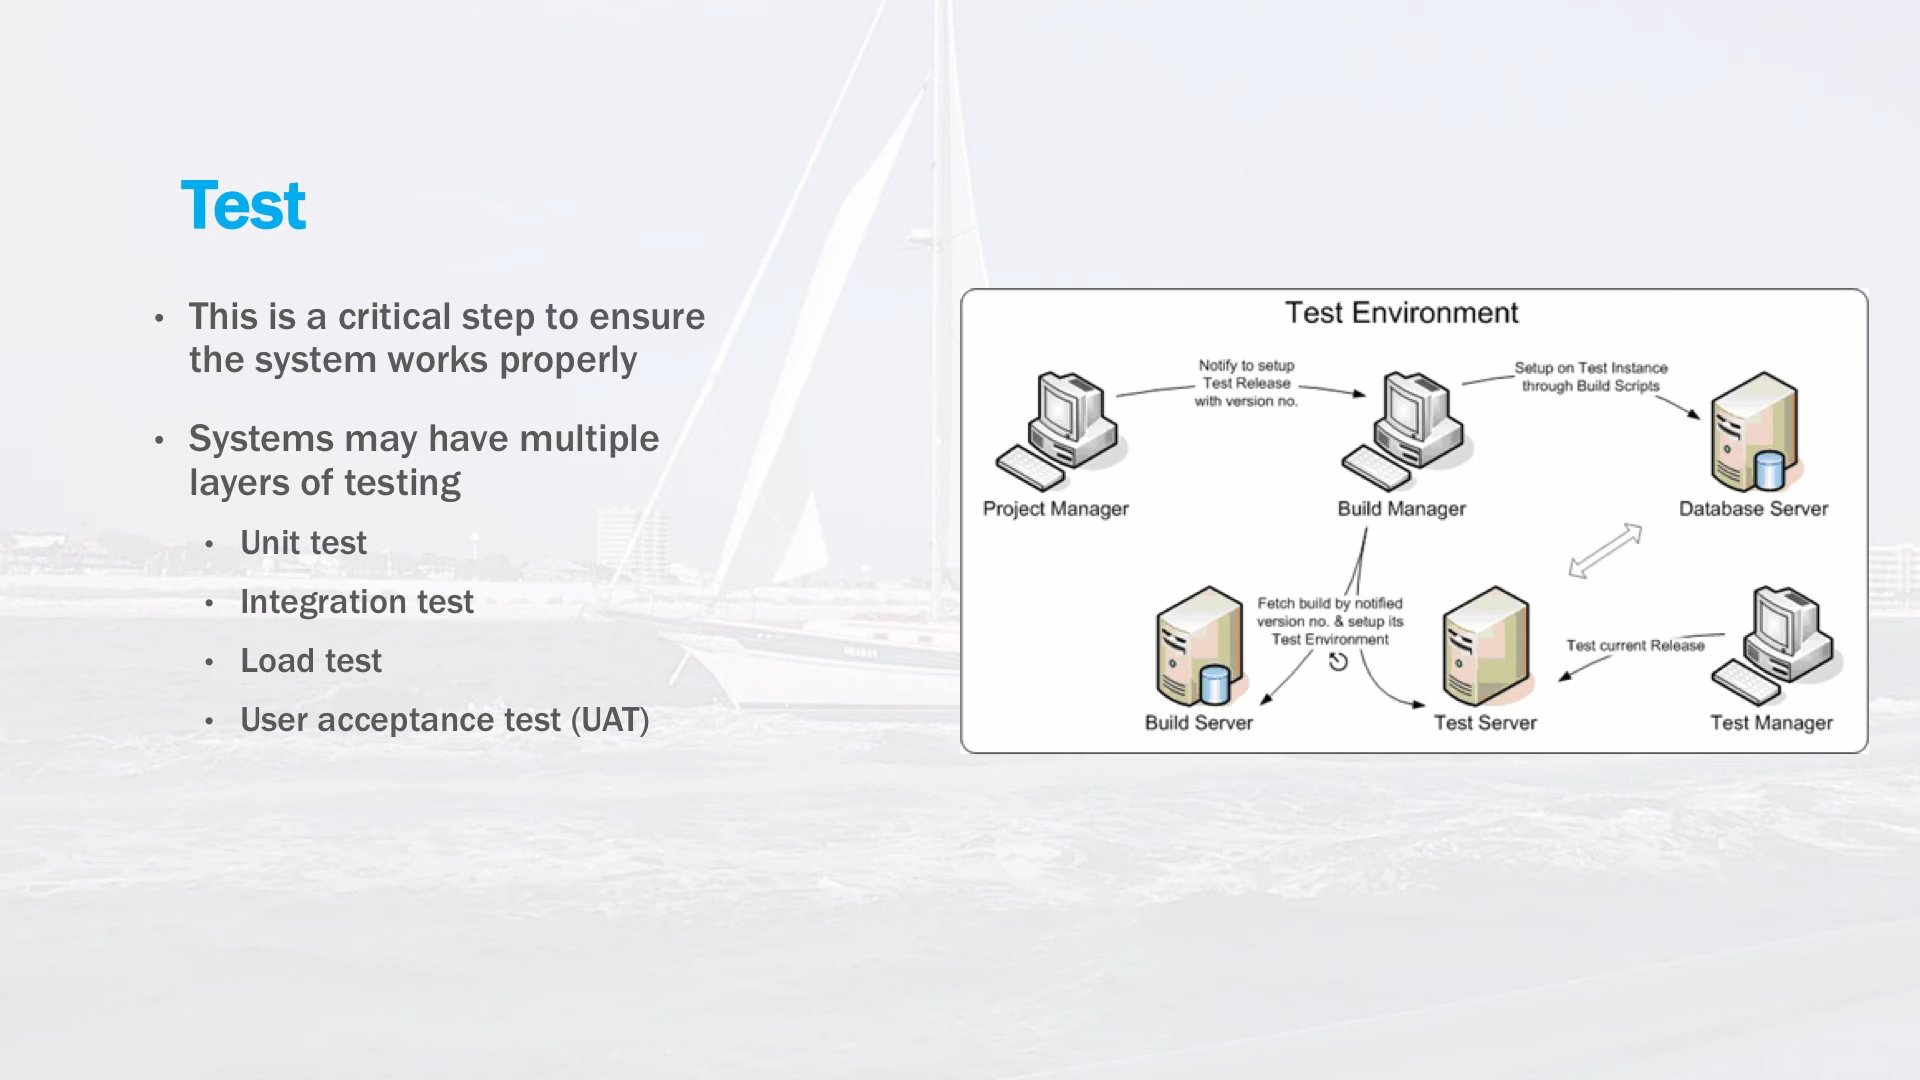 Test
• This is a critical step to ensure
the system works properly
• Systems may have multiple
layers of testing
• Unit test
• Integration test
• Load test
• User acceptance test (UAT)
Test Environment
Notify to setup
Test Release
with version no.
Setup on Test Instance
through Build Scripts
Project Manager
Build Manager
Database Server
Fetch build by notified
version no. & setup its
Test Environment
Test current Release
Build Server
Test Server
Test Manager